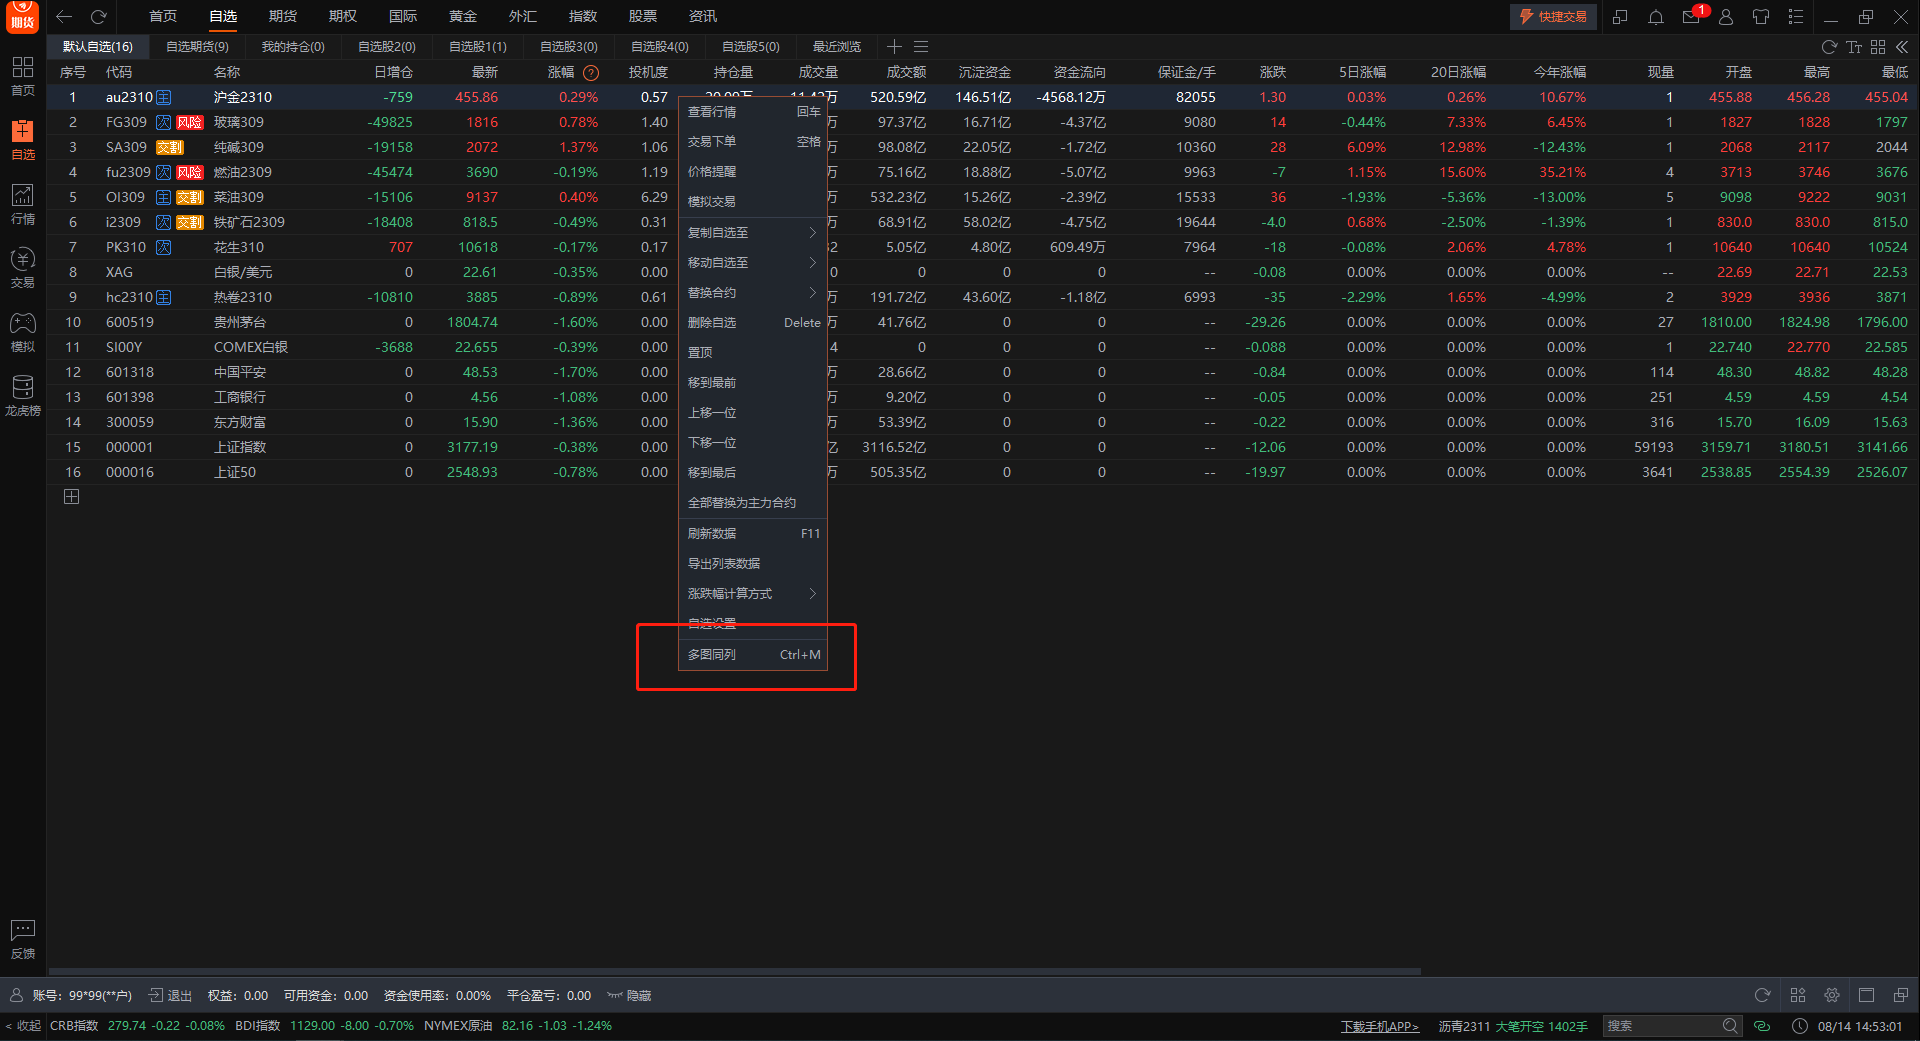 期货 首页 自选 期货 期权 国际 黄金 外汇 指数 股票 资讯 快捷交易 1
默认自选(16) 自选期货(9) 我的持仓(0) 自选股2(0) 自选股1(1) 自选股3(0) 自选股4(0) 自选股5(0) 最近浏览
序号 代码 名称 日增仓 最新 涨幅 ? 投机度 持仓量 成交量 成交额 沉淀资金 资金流向 保证金/手 涨跌 5日涨幅 20日涨幅 今年涨幅 现量 开盘 最高 最低
1 au2310 主 沪金2310 -759 455.86 0.29% 0.57 520.59亿 146.51亿 -4568.12万 82055 1.30 0.03% 0.26% 10.67% 1 455.88 456.28 455.04
2 FG309 次 风险 玻璃309 -49825 1816 0.78% 1.40 万 97.37亿 16.71亿 -4.37亿 9080 14 -0.44% 7.33% 6.45% 1 1827 1828 1797
3 SA309 交割 纯碱309 -19158 2072 1.37% 1.06 万 98.08亿 22.05亿 -1.72亿 10360 28 6.09% 12.98% -12.43% 1 2068 2117 2044
4 fu2309 次 风险 燃油2309 -45474 3690 -0.19% 1.19 万 75.16亿 18.88亿 -5.07亿 9963 -7 1.15% 15.60% 35.21% 4 3713 3746 3676
5 OI309 主 交割 菜油309 -15106 9137 0.40% 6.29 万 532.23亿 15.26亿 -2.39亿 15533 36 -1.93% -5.36% -13.00% 5 9098 9222 9031
6 i2309 次 交割 铁矿石2309 -18408 818.5 -0.49% 0.31 万 68.91亿 58.02亿 -4.75亿 19644 -4.0 0.68% -2.50% -1.39% 1 830.0 830.0 815.0
7 PK310 次 花生310 707 10618 -0.17% 0.17 5.05亿 4.80亿 609.49万 7964 -18 -0.08% 2.06% 4.78% 1 10640 10640 10524
8 XAG 白银/美元 0 22.61 -0.35% 0.00 0 0 0 0 -- -0.08 0.00% 0.00% 0.00% -- 22.69 22.71 22.53
9 hc2310 主 热卷2310 -10810 3885 -0.89% 0.61 万 191.72亿 43.60亿 -1.18亿 6993 -35 -2.29% 1.65% -4.99% 2 3929 3936 3871
10 600519 贵州茅台 0 1804.74 -1.60% 0.00 万 41.76亿 0 0 -- -29.26 0.00% 0.00% 0.00% 27 1810.00 1824.98 1796.00
11 SI00Y COMEX白银 -3688 22.655 -0.39% 0.00 4 0 0 0 -- -0.088 0.00% 0.00% 0.00% 1 22.740 22.770 22.585
12 601318 中国平安 0 48.53 -1.70% 0.00 万 28.66亿 0 0 -- -0.84 0.00% 0.00% 0.00% 114 48.30 48.82 48.28
13 601398 工商银行 0 4.56 -1.08% 0.00 万 9.20亿 0 0 -- -0.05 0.00% 0.00% 0.00% 251 4.59 4.59 4.54
14 300059 东方财富 0 15.90 -1.36% 0.00 万 53.39亿 0 0 -- -0.22 0.00% 0.00% 0.00% 316 15.70 16.09 15.63
15 000001 上证指数 0 3177.19 -0.38% 0.00 亿 3116.52亿 0 0 -- -12.06 0.00% 0.00% 0.00% 59193 3159.71 3180.51 3141.66
16 000016 上证50 0 2548.93 -0.78% 0.00 万 505.35亿 0 0 -- -19.97 0.00% 0.00% 0.00% 3641 2538.85 2554.39 2526.07
查看行情 回车
交易下单 空格
价格提醒
模拟交易
复制自选至
移动自选至
替换合约
删除自选 Delete
置顶
移到最前
上移一位
下移一位
移到最后
全部替换为主力合约
刷新数据 F11
导出列表数据
涨跌幅计算方式
自选设置
多图同列 Ctrl+M
首页
自选
行情
交易
模拟
龙虎榜
反馈
账号：99*99(**户) 退出 权益：0.00 可用资金：0.00 资金使用率：0.00% 平仓盈亏：0.00 隐藏
< 收起 CRB指数 279.74 -0.22 -0.08% BDI指数 1129.00 -8.00 -0.70% NYMEX原油 82.16 -1.03 -1.24% 下载手机APP> 沥青2311 大笔开空 1402手 搜索 08/14 14:53:01